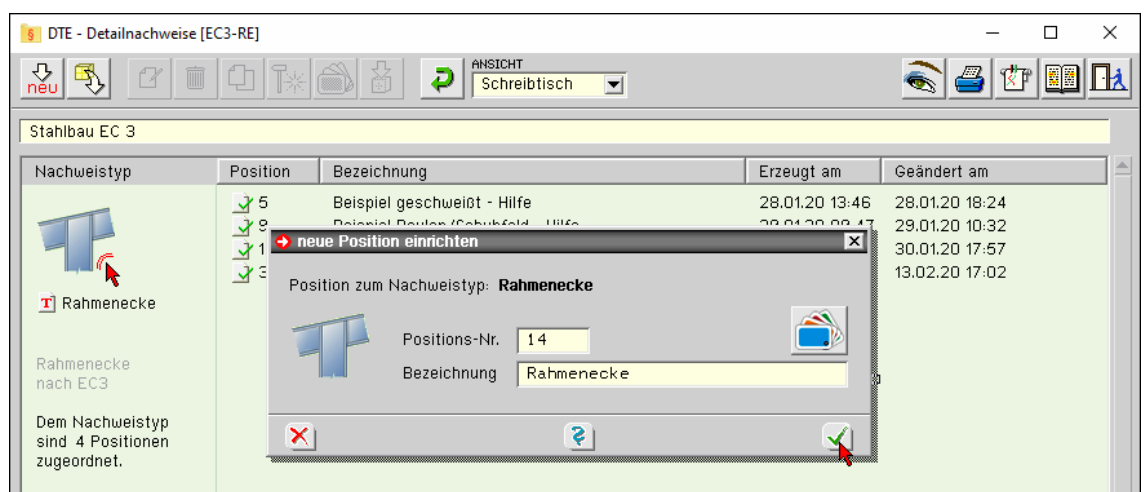 DTE - Detailnachweise [EC3-RE]
neu
ANSICHT
Schreibtisch
Stahlbau EC 3
Nachweistyp Position Bezeichnung Erzeugt am Geändert am
5 Beispiel geschweißt - Hilfe 28.01.20 13:46 28.01.20 18:24
29.01.20 10:32
1 30.01.20 17:57
3 13.02.20 17:02
Rahmenecke
Rahmenecke
nach EC3
Dem Nachweistyp
sind 4 Positionen
zugeordnet.
neue Position einrichten
Position zum Nachweistyp: Rahmenecke
Positions-Nr. 14
Bezeichnung Rahmenecke